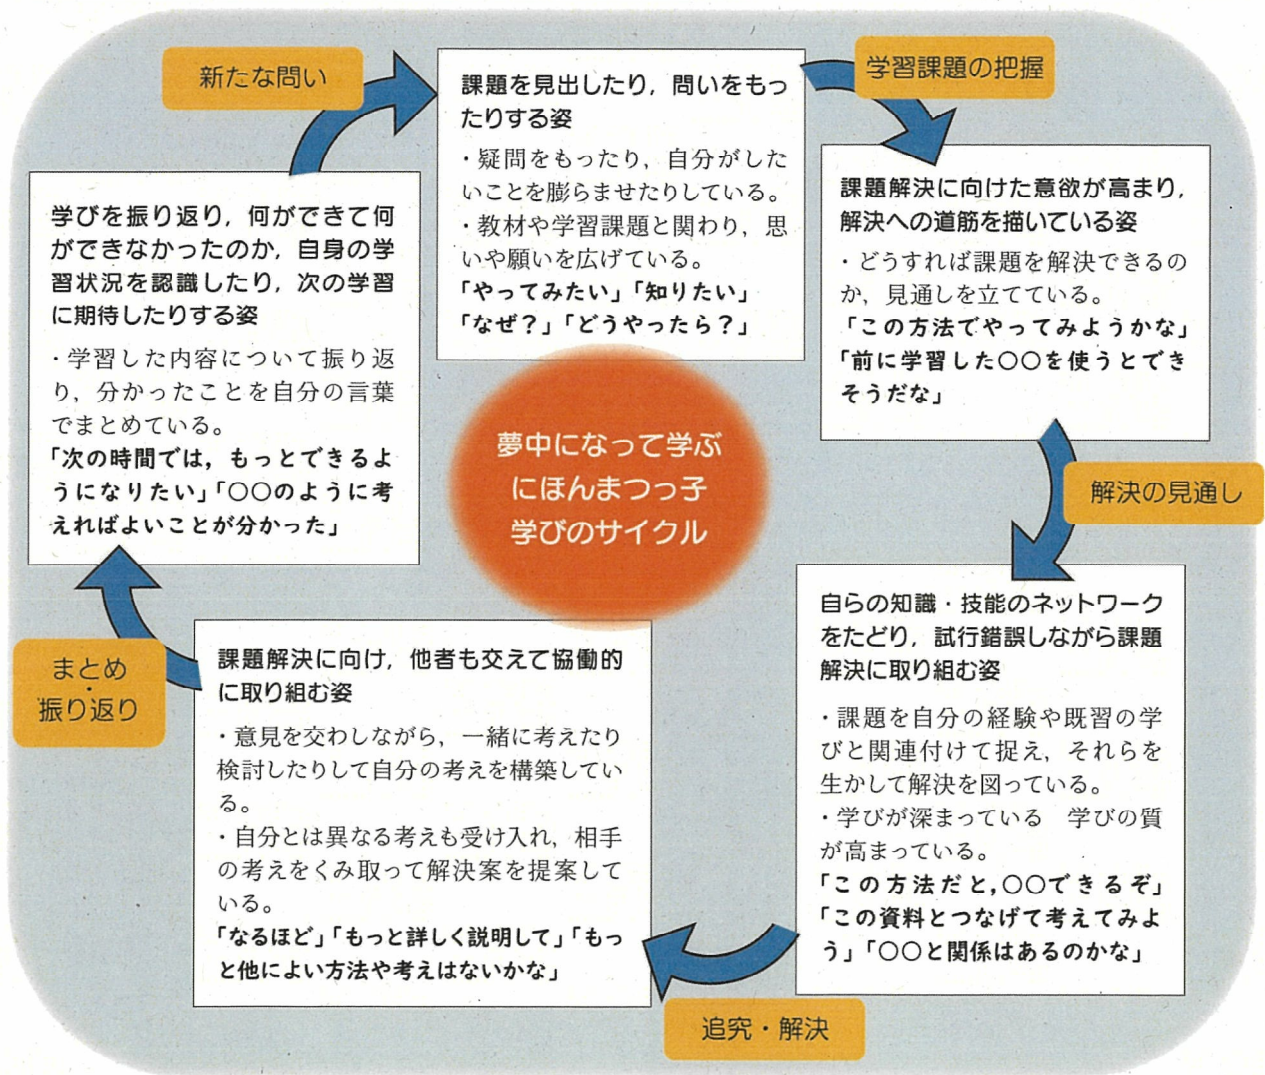 新たな問い
課題を見出したり，問いをもっ
たりする姿
・疑問をもったり，自分がした
いことを膨らませたりしている。
・教材や学習課題と関わり，思
いや願いを広げている。
「やってみたい」「知りたい」
「なぜ？」「どうやったら？」
学習課題の把握
課題解決に向けた意欲が高まり，
解決への道筋を描いている姿
・どうすれば課題を解決できるの
か，見通しを立てている。
「この方法でやってみようかな」
「前に学習した〇〇を使うとでき
そうだな」
解決の見通し
自らの知識・技能のネットワーク
をたどり，試行錯誤しながら課題
解決に取り組む姿
・課題を自分の経験や既習の学
びと関連付けて捉え，それらを
生かして解決を図っている。
・学びが深まっている　学びの質
が高まっている。
「この方法だと，〇〇できるぞ」
「この資料とつなげて考えてみよ
う」「〇〇と関係はあるのかな」
追究・解決
課題解決に向け，他者も交えて協働的
に取り組む姿
・意見を交わしながら，一緒に考えたり
検討したりして自分の考えを構築してい
る。
・自分とは異なる考えも受け入れ，相手
の考えをくみ取って解決案を提案して
いる。
「なるほど」「もっと詳しく説明して」「もっ
と他によい方法や考えはないかな」
まとめ
・
振り返り
学びを振り返り，何ができて何
ができなかったのか，自身の学
習状況を認識したり，次の学習
に期待したりする姿
・学習した内容について振り返
り，分かったことを自分の言葉
でまとめている。
「次の時間では，もっとできるよ
うになりたい」「〇〇のように考
えればよいことが分かった」
夢中になって学ぶ
にほんまつっ子
学びのサイクル